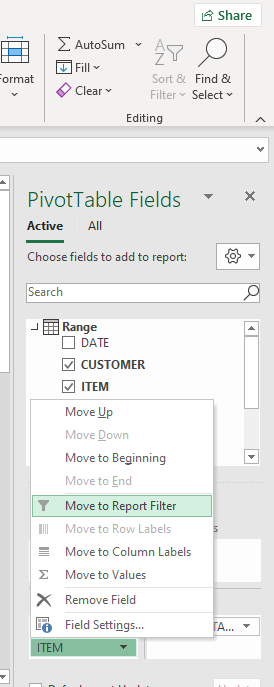 Share
AutoSum
Format
Fill
Clear
Sort &
Filter
Find &
Select
Editing
PivotTable Fields
Active All
Choose fields to add to report:
Search
Range
DATE
CUSTOMER
ITEM
Move Up
Move Down
Move to Beginning
Move to End
Move to Report Filter
Move to Row Labels
Move to Column Labels
Move to Values
Remove Field
Field Settings...
TA...
ITEM